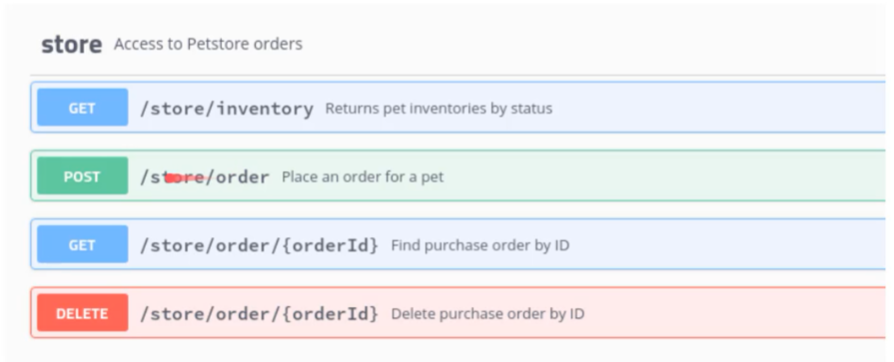 store Access to Petstore orders
GET /store/inventory Returns pet inventories by status
POST /store/order Place an order for a pet
GET /store/order/{orderId} Find purchase order by ID
DELETE /store/order/{orderId} Delete purchase order by ID